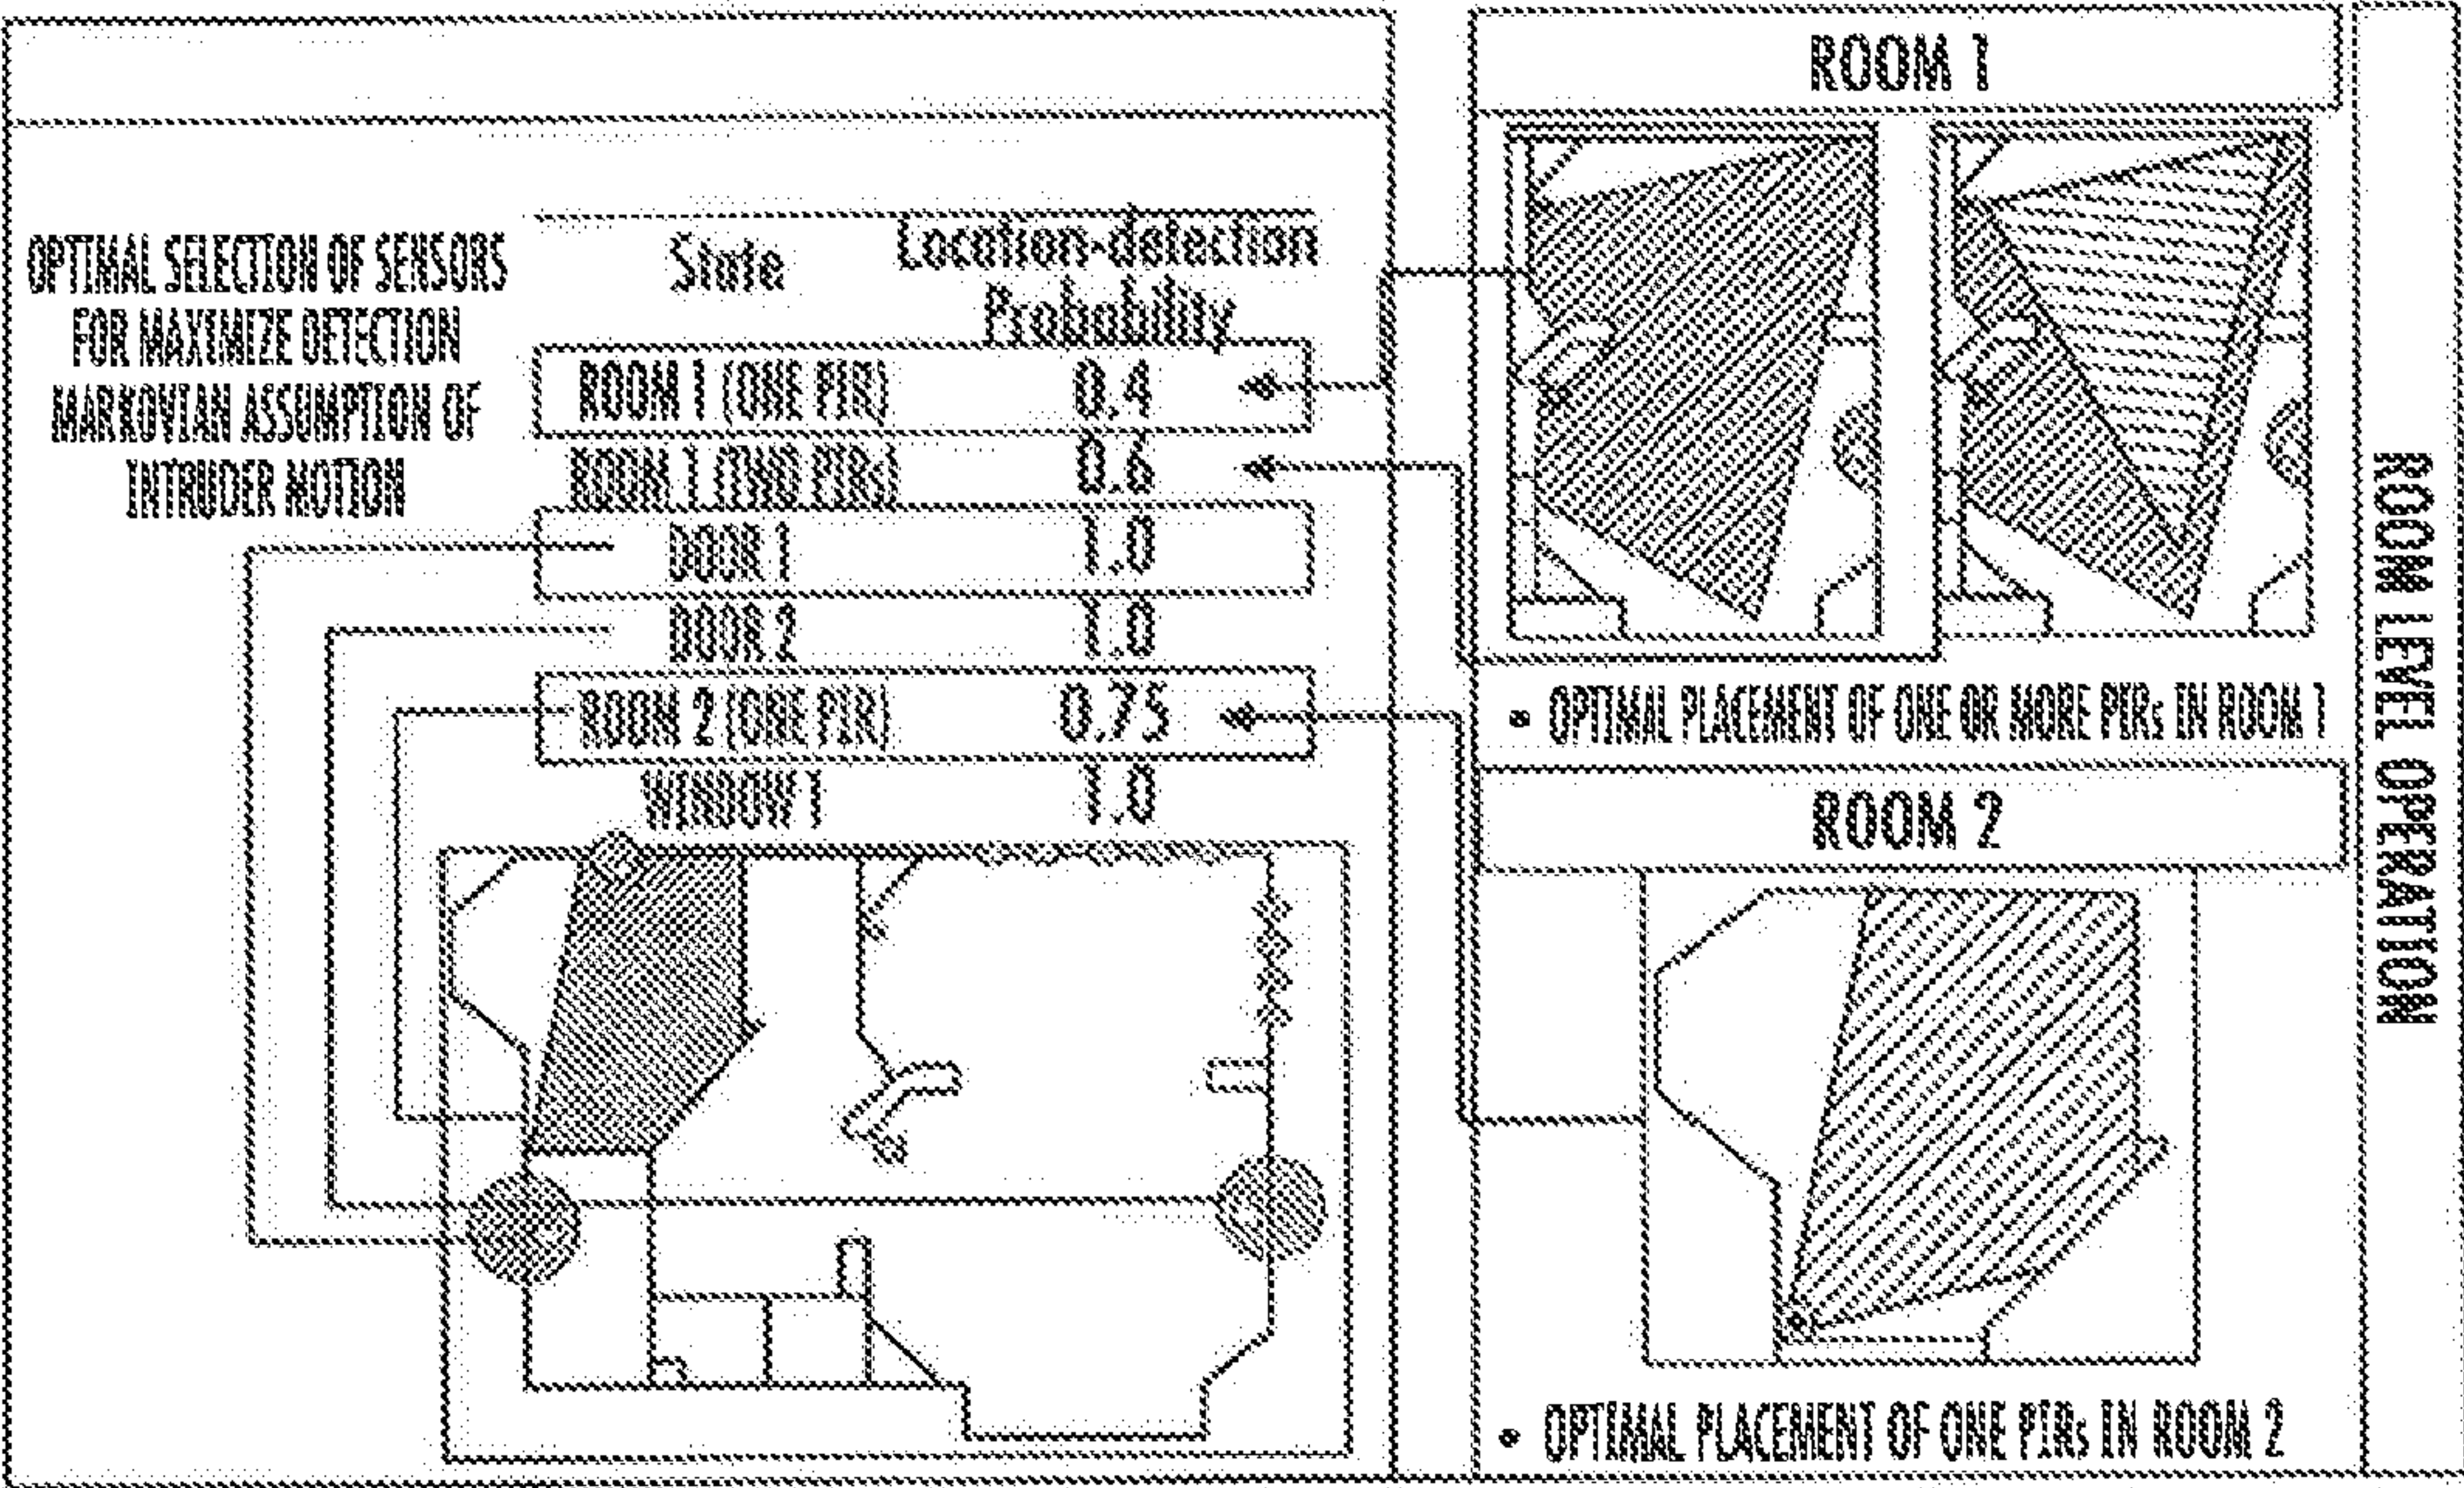 OPTIMAL SELECTION OF SENSORS
FOR MAXIMIZE DETECTION
MARKOVIAN ASSUMPTION OF
INTRUDER MOTION
State Location-detection
Probability
ROOM 1 (ONE PIR) 0.4
ROOM 1 (TWO PIRs) 0.6
DOOR 1 1.0
DOOR 2 1.0
ROOM 2 (ONE PIR) 0.75
WINDOW 1 1.0
ROOM 1
• OPTIMAL PLACEMENT OF ONE OR MORE PIRs IN ROOM 1
ROOM 2
• OPTIMAL PLACEMENT OF ONE PIRs IN ROOM 2
ROOM LEVEL OPERATION